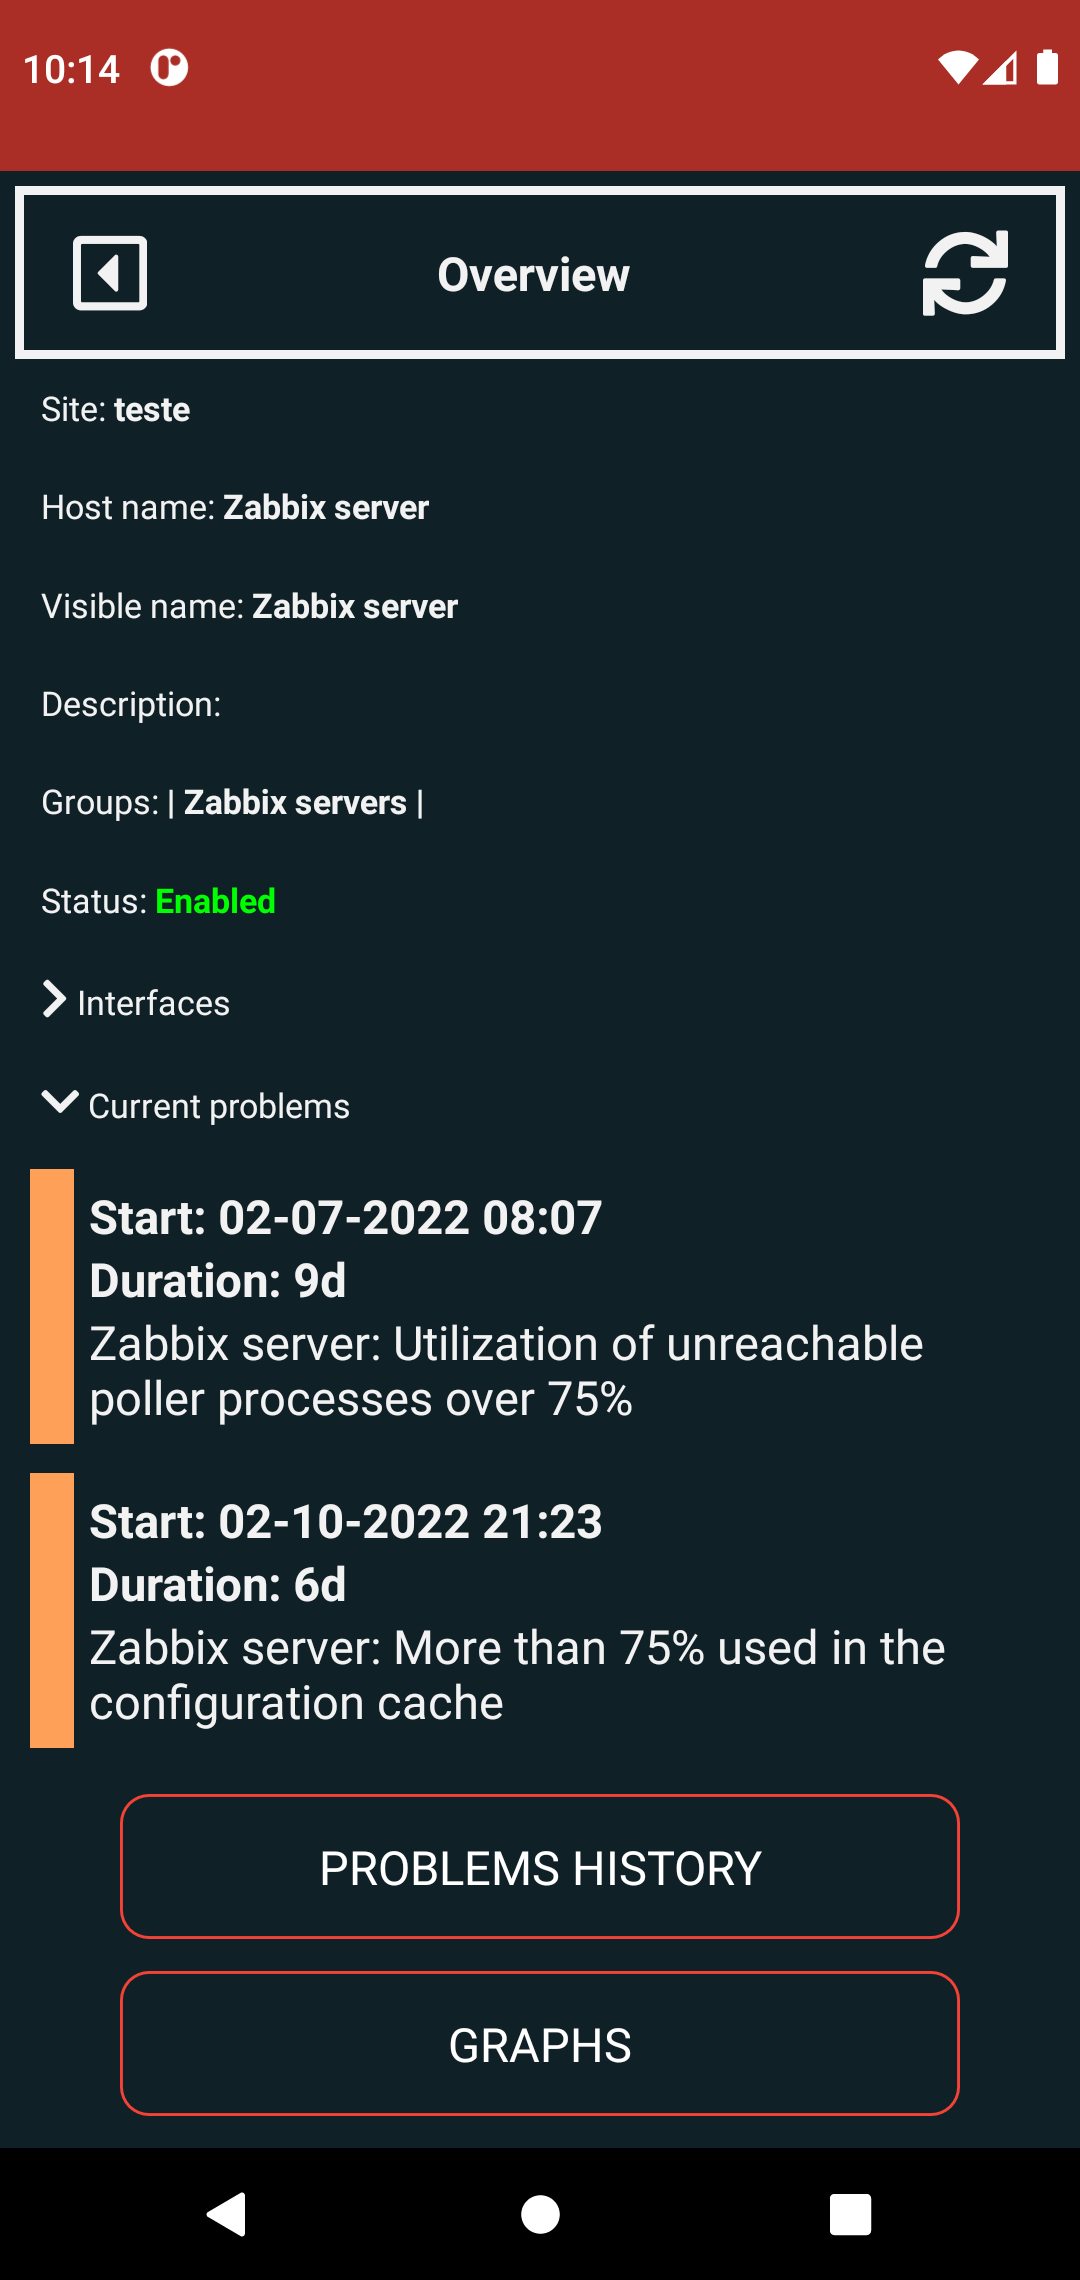 10:14
Overview
Site: teste
Host name: Zabbix server
Visible name: Zabbix server
Description:
Groups: | Zabbix servers |
Status: Enabled
Interfaces
Current problems
Start: 02-07-2022 08:07
Duration: 9d
Zabbix server: Utilization of unreachable
poller processes over 75%
Start: 02-10-2022 21:23
Duration: 6d
Zabbix server: More than 75% used in the
configuration cache
PROBLEMS HISTORY
GRAPHS